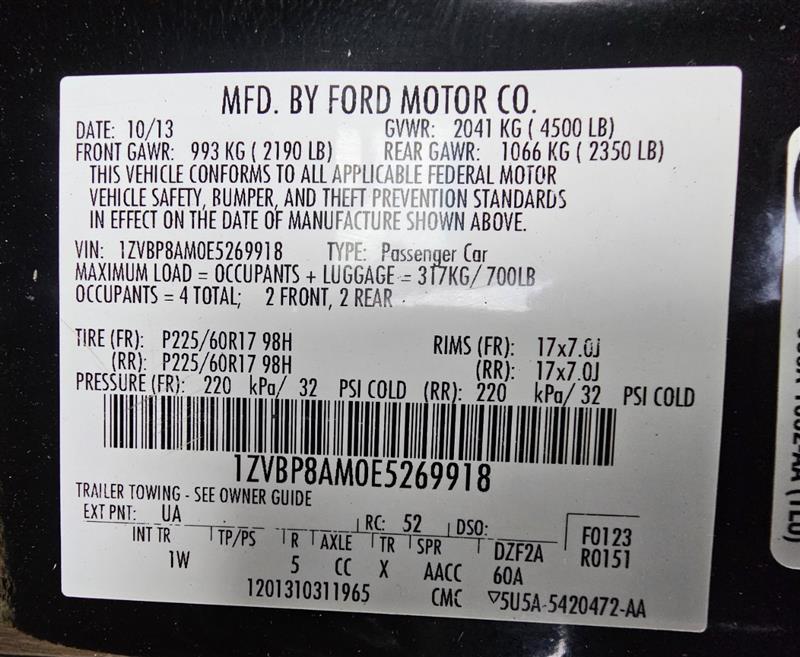 MFD. BY FORD MOTOR CO.
DATE: 10/13 GVWR: 2041 KG ( 4500 LB)
FRONT GAWR: 993 KG ( 2190 LB) REAR GAWR: 1066 KG ( 2350 LB)
THIS VEHICLE CONFORMS TO ALL APPLICABLE FEDERAL MOTOR
VEHICLE SAFETY, BUMPER, AND THEFT PREVENTION STANDARDS
IN EFFECT ON THE DATE OF MANUFACTURE SHOWN ABOVE.
VIN: 1ZVBP8AM0E5269918 TYPE: Passenger Car
MAXIMUM LOAD = OCCUPANTS + LUGGAGE = 317KG/ 700LB
OCCUPANTS = 4 TOTAL; 2 FRONT, 2 REAR
TIRE (FR): P225/60R17 98H RIMS (FR): 17x7.0J
(RR): P225/60R17 98H (RR): 17x7.0J
PRESSURE (FR): 220 kPa/ 32 PSI COLD (RR): 220 kPa/ 32 PSI COLD
1ZVBP8AM0E5269918
TRAILER TOWING - SEE OWNER GUIDE
EXT PNT: UA RC: 52 DSO: F0123
INT TR TP/PS R AXLE TR SPR DZF2A R0151
1W 5 CC X AACC 60A
1201310311965 CMC ▽5U5A-5420472-AA